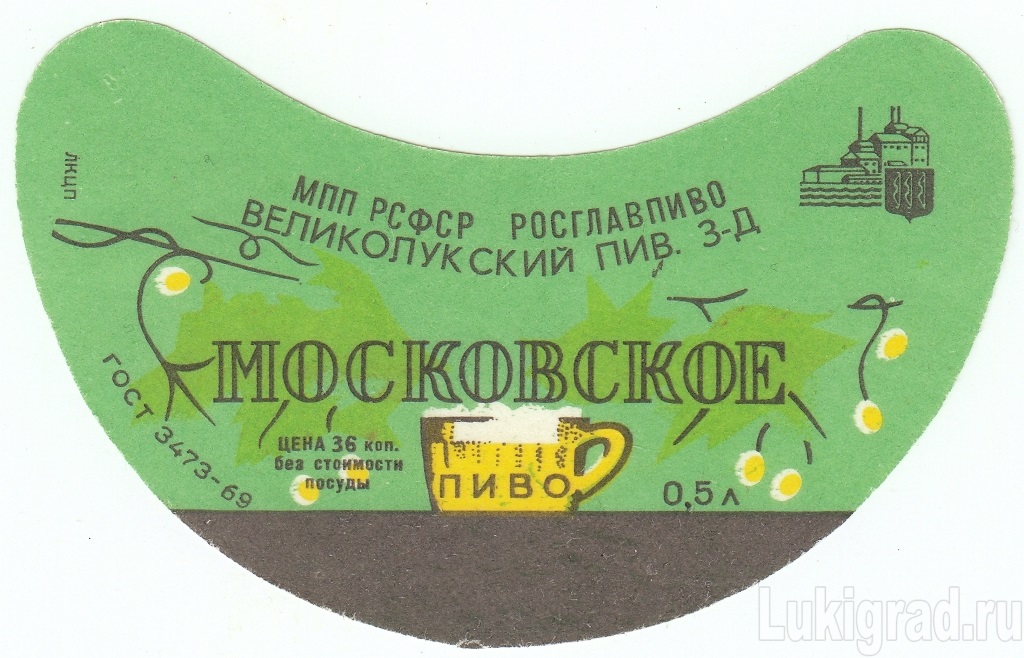 ЛКЦП
МПП РСФСР РОСГЛАВПИВО
ВЕЛИКОЛУКСКИЙ ПИВ. З-Д
МОСКОВСКОЕ
ГОСТ 3473-69
ЦЕНА 36 коп.
без стоимости
посуды
ПИВО
0,5 л
Lukigrad.ru